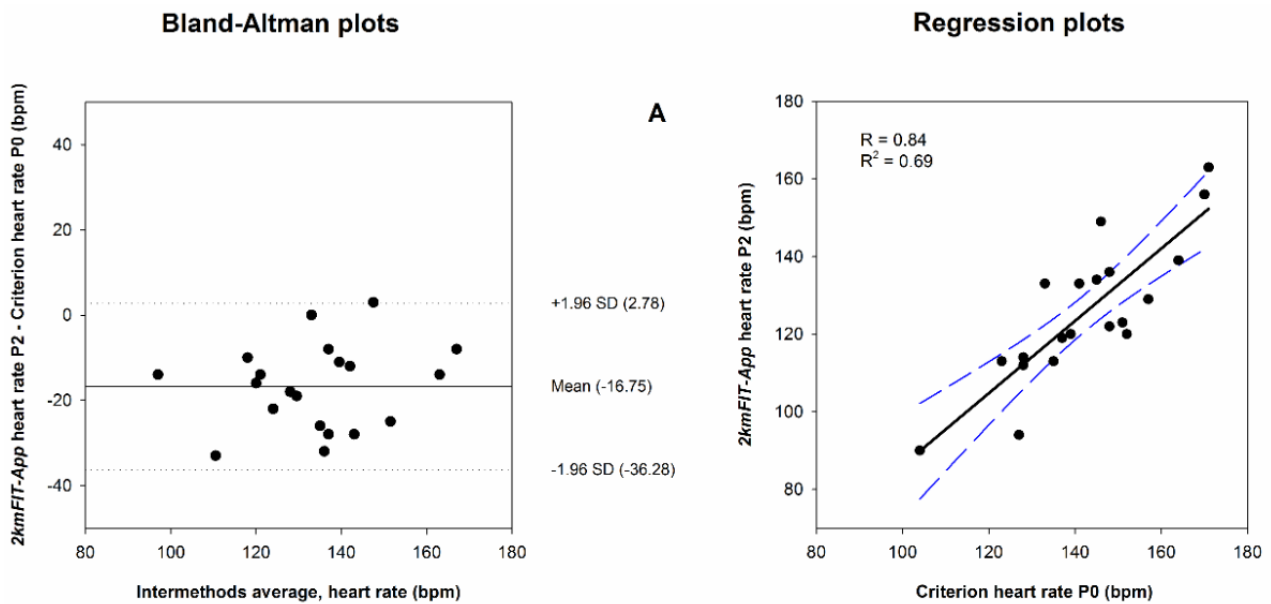 Bland-Altman plots
2kmFIT-App heart rate P2 - Criterion heart rate P0 (bpm)
40
20
0
-20
-40
80 100 120 140 160 180
Intermethods average, heart rate (bpm)
+1.96 SD (2.78)
Mean (-16.75)
-1.96 SD (-36.28)
A
Regression plots
2kmFIT-App heart rate P2 (bpm)
180
160
140
120
100
80
R = 0.84
R² = 0.69
80 100 120 140 160 180
Criterion heart rate P0 (bpm)